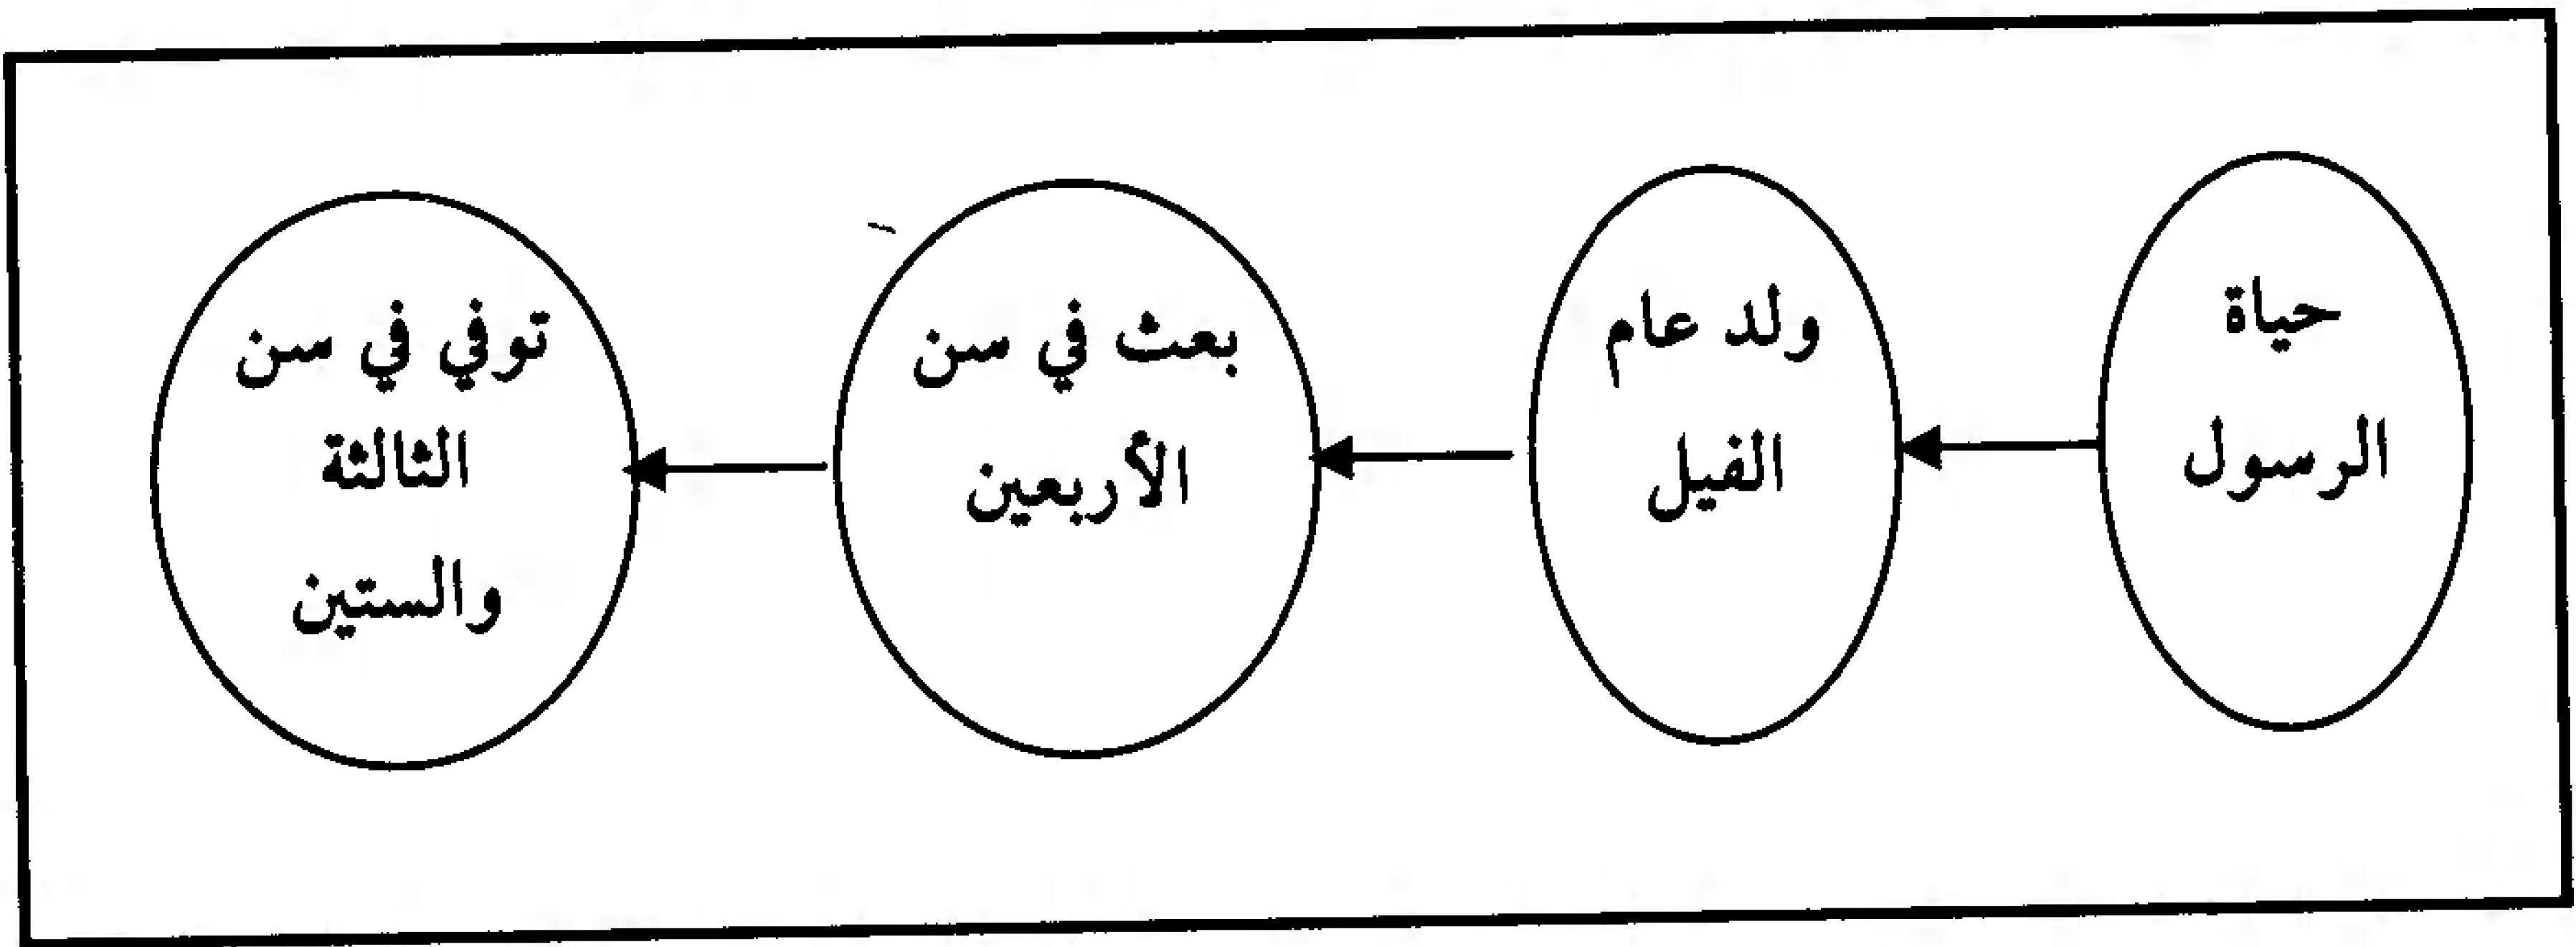 حياة
الرسول
ولد عام
الفيل
بعث في سن
الأربعين
توفي في سن
الثالثة
والستين